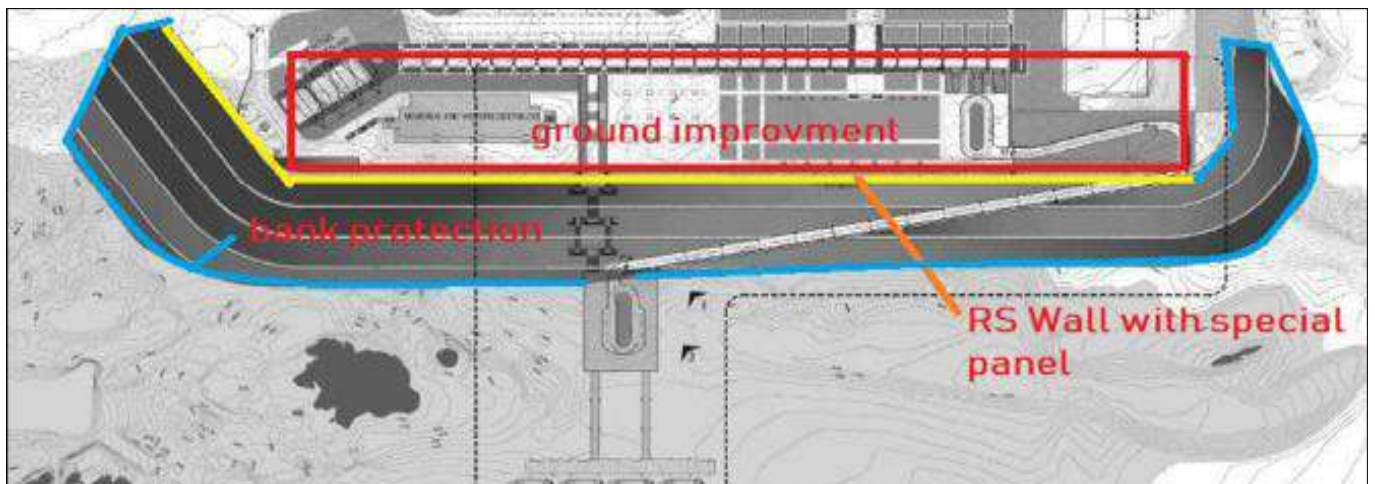 ground improvment
bank protection
RS Wall with special
panel